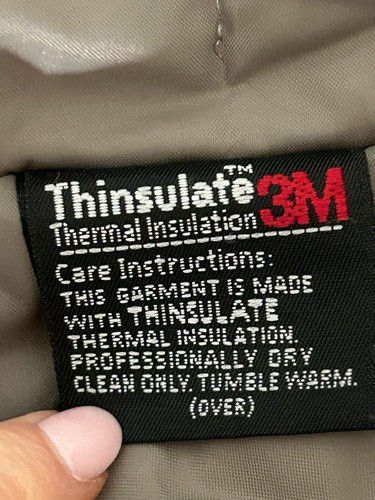 Thinsulate™ 3M
Thermal Insulation
Care Instructions:
THIS GARMENT IS MADE
WITH THINSULATE
THERMAL INSULATION.
PROFESSIONALLY DRY
CLEAN ONLY. TUMBLE WARM.
(OVER)